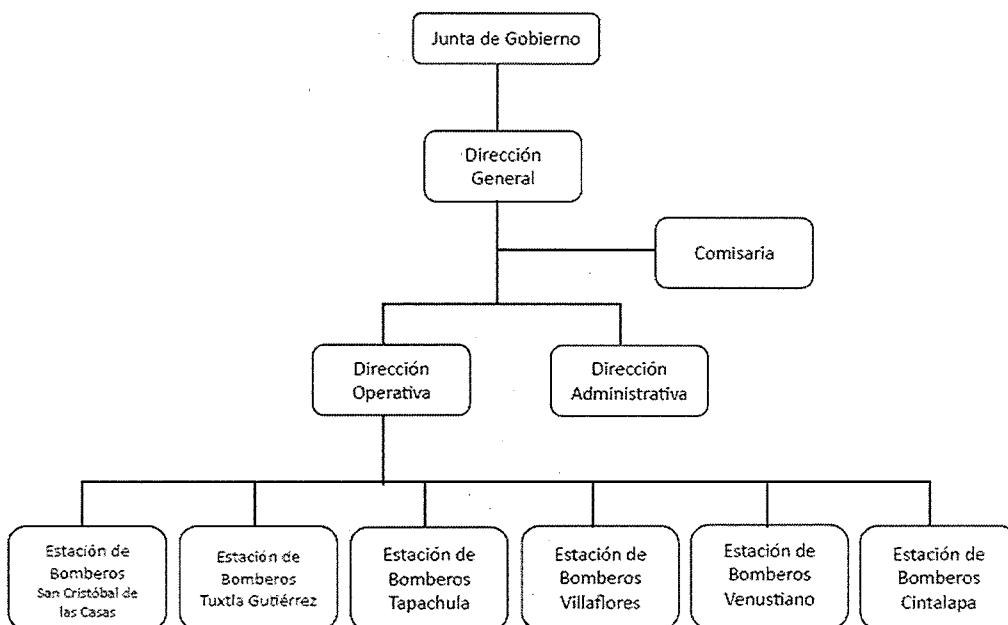 Junta de Gobierno
Dirección
General
Comisaria
Dirección
Operativa
Dirección
Administrativa
Estación de
Bomberos
San Cristóbal de
las Casas
Estación de
Bomberos
Tuxtla Gutiérrez
Estación de
Bomberos
Tapachula
Estación de
Bomberos
Villaflores
Estación de
Bomberos
Venustiano
Estación de
Bomberos
Cintalapa